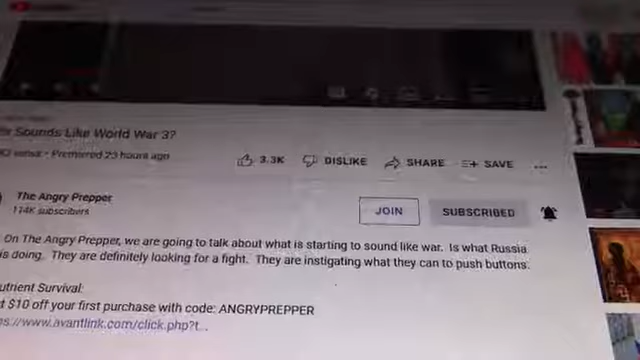 Sounds Like World War 3?
Premiered 23 hours ago
3.3K DISLIKE SHARE SAVE ...
The Angry Prepper
114K subscribers
JOIN SUBSCRIBED
On The Angry Prepper, we are going to talk about what is starting to sound like war. Is what Russia
is doing. They are definitely looking for a fight. They are instigating what they can to push buttons.
utrient Survival:
$10 off your first purchase with code: ANGRYPREPPER
://www.avantlink.com/click.php?t...